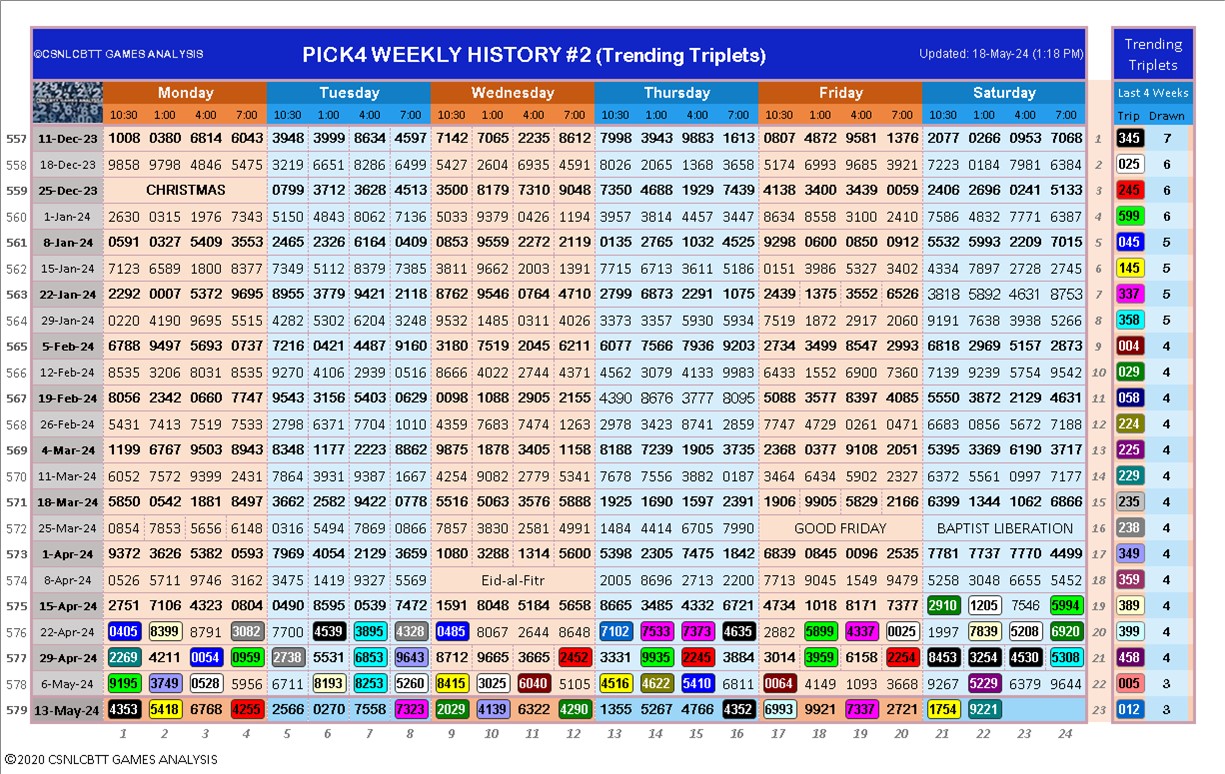 ©CSNLCBTT GAMES ANALYSIS PICK4 WEEKLY HISTORY #2 (Trending Triplets) Updated: 18-May-24 (1:18 PM) Trending
Triplets
Monday Tuesday Wednesday Thursday Friday Saturday Last 4 Weeks
10:30 1:00 4:00 7:00 10:30 1:00 4:00 7:00 10:30 1:00 4:00 7:00 10:30 1:00 4:00 7:00 10:30 1:00 4:00 7:00 10:30 1:00 4:00 7:00 Trip Drawn
557 11-Dec-23 1008 0380 6814 6043 3948 3999 8634 4597 7142 7065 2235 8612 7998 3943 9883 1613 0807 4872 9581 1376 2077 0266 0953 7068 1 345 7
558 18-Dec-23 9858 9798 4846 5475 3219 6651 8286 6495 5427 2604 6935 4591 8026 2065 1368 3658 5174 6993 9685 3921 7223 0184 7981 6384 2 025 6
559 25-Dec-23 CHRISTMAS 0799 3712 3628 4513 3500 8179 7310 9048 7350 4688 1929 7439 4138 3400 3439 0059 2406 2696 0241 5133 3 245 6
560 1-Jan-24 2630 0315 1976 7343 5150 4843 8062 7136 5033 9379 0426 1194 3957 3814 4457 3447 8634 8558 3100 2410 7586 4832 7771 6387 4 599 6
561 8-Jan-24 0591 0327 5409 3553 2465 2326 6164 0409 0853 9559 2272 2119 0135 2765 1032 4525 9298 0600 0850 0912 5532 5993 2209 7015 5 045 5
562 15-Jan-24 7123 6589 1800 8377 7349 5112 8379 7385 3811 9662 2003 1391 7715 6713 3611 5186 0151 3986 5327 3402 4334 7897 2728 2745 6 145 5
563 22-Jan-24 2292 0007 5372 9695 8955 3779 9421 2118 3762 9546 0764 4710 2799 6873 2291 1075 2439 1375 3552 6526 3818 5892 4631 8753 7 337 5
564 29-Jan-24 0220 4190 9695 5515 4282 5302 6204 3248 9532 1485 0311 4026 3373 3357 5930 5934 7519 1872 2917 2060 9191 7638 3938 5266 8 358 5
565 5-Feb-24 6788 9497 5693 0737 7216 0421 4487 9160 3180 7519 2045 6211 6077 7566 7936 9203 2734 3499 8547 2993 6818 2969 5157 2873 9 004 4
566 12-Feb-24 8535 3206 8031 8535 9270 4106 2939 0516 8666 4022 2744 4371 4562 3079 4133 9983 6433 1552 6900 7360 7139 9239 5754 9542 10 029 4
567 19-Feb-24 8056 2342 0660 7747 9543 3156 5403 0629 0098 1088 2905 2155 4390 8676 3777 8095 5088 3577 8397 4085 5550 3872 2129 4631 11 058 4
568 26-Feb-24 5431 7413 7519 7533 2798 6371 7704 1010 9359 7683 7474 1263 2978 3423 8741 2859 7747 4729 0261 0471 6683 0856 5672 7188 12 224 4
569 4-Mar-24 1199 6767 9503 8943 8348 1177 2223 8862 9875 1878 3405 1158 8188 7239 1905 3735 2368 0377 9108 2051 5395 3369 6190 3717 13 225 4
570 11-Mar-24 6052 7572 9399 2431 7864 3931 9387 1667 4254 9082 2779 5341 7678 7556 3892 0187 3464 6434 5902 2327 6372 5561 0997 7177 14 229 4
571 18-Mar-24 5850 0542 1881 8497 3662 2582 9422 0778 5516 5063 3576 5888 1925 1690 1597 2391 1906 9905 5829 2166 6399 1344 1062 6866 15 235 4
572 25-Mar-24 0854 7853 5656 6148 0316 5494 7869 0866 7857 3830 2581 4991 1484 4414 6705 7990 GOOD FRIDAY BAPTIST LIBERATION 16 238 4
573 1-Apr-24 9372 3626 5382 0593 7969 4054 2129 3659 1080 3288 1314 5600 5398 2305 7475 1842 6839 0845 0096 2535 7781 7737 7770 4499 17 349 4
574 8-Apr-24 0526 5711 9746 3162 3475 1419 9327 5569 Eid-al-Fitr 2005 8696 2713 2200 7713 9045 1549 9479 5258 3048 6655 5452 18 359 4
575 15-Apr-24 2751 7106 4323 0804 0490 8595 0539 7472 1591 8048 5184 5658 8665 3485 4332 6721 4734 1018 8171 7377 2910 1205 7546 5994 19 389 4
576 22-Apr-24 0405 8399 8791 3082 7700 4539 3895 4328 0485 8067 2644 8648 7102 7533 7373 4635 2882 5899 4337 0025 1997 7839 5208 6920 20 399 4
577 29-Apr-24 2269 4211 0054 0959 2738 5531 6853 9643 8712 9665 3665 2452 3331 9935 2245 3884 3014 3959 6158 2254 8453 3254 4530 5308 21 458 4
578 6-May-24 9195 3749 0528 5956 6711 8193 8253 5260 8415 3025 6040 5105 4516 4622 5410 6811 0064 4149 1093 3668 9267 5229 6379 9644 22 005 3
579 13-May-24 4353 5418 6768 4255 2566 0270 7558 7323 2029 4139 6322 4290 1355 5267 4766 4352 6993 9921 7337 2721 1754 9221 23 012 3
1 2 3 4 5 6 7 8 9 10 11 12 13 14 15 16 17 18 19 20 21 22 23 24
©2020 CSNLCBTT GAMES ANALYSIS